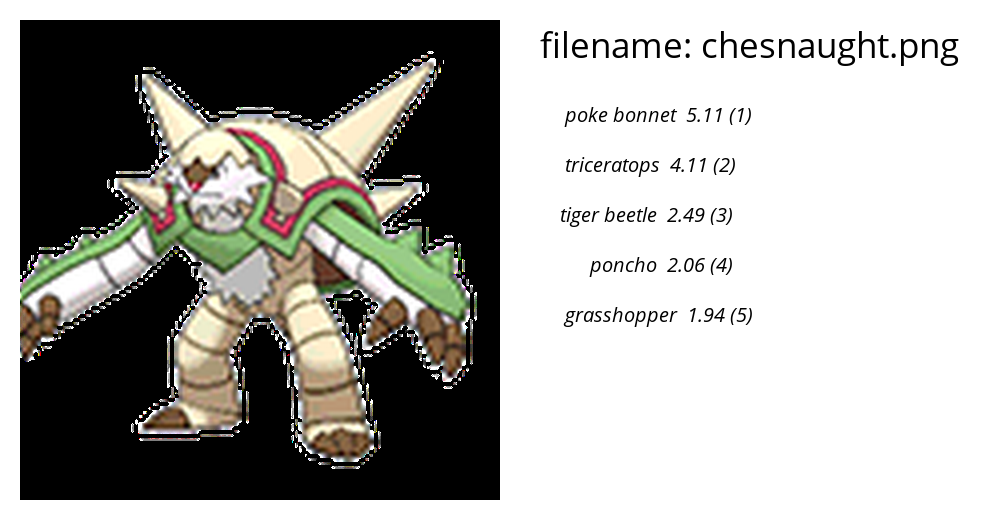 filename: chesnaught.png
poke bonnet 5.11 (1)
triceratops 4.11 (2)
tiger beetle 2.49 (3)
poncho 2.06 (4)
grasshopper 1.94 (5)